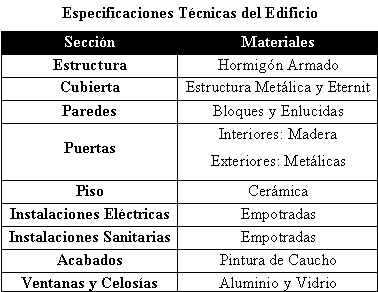 Especificaciones Técnicas del Edificio
Sección Materiales
Estructura Hormigón Armado
Cubierta Estructura Metálica y Eternit
Paredes Bloques y Enlucidas
Puertas Interiores: Madera
Exteriores: Metálicas
Piso Cerámica
Instalaciones Eléctricas Empotradas
Instalaciones Sanitarias Empotradas
Acabados Pintura de Caucho
Ventanas y Celosías Aluminio y Vidrio